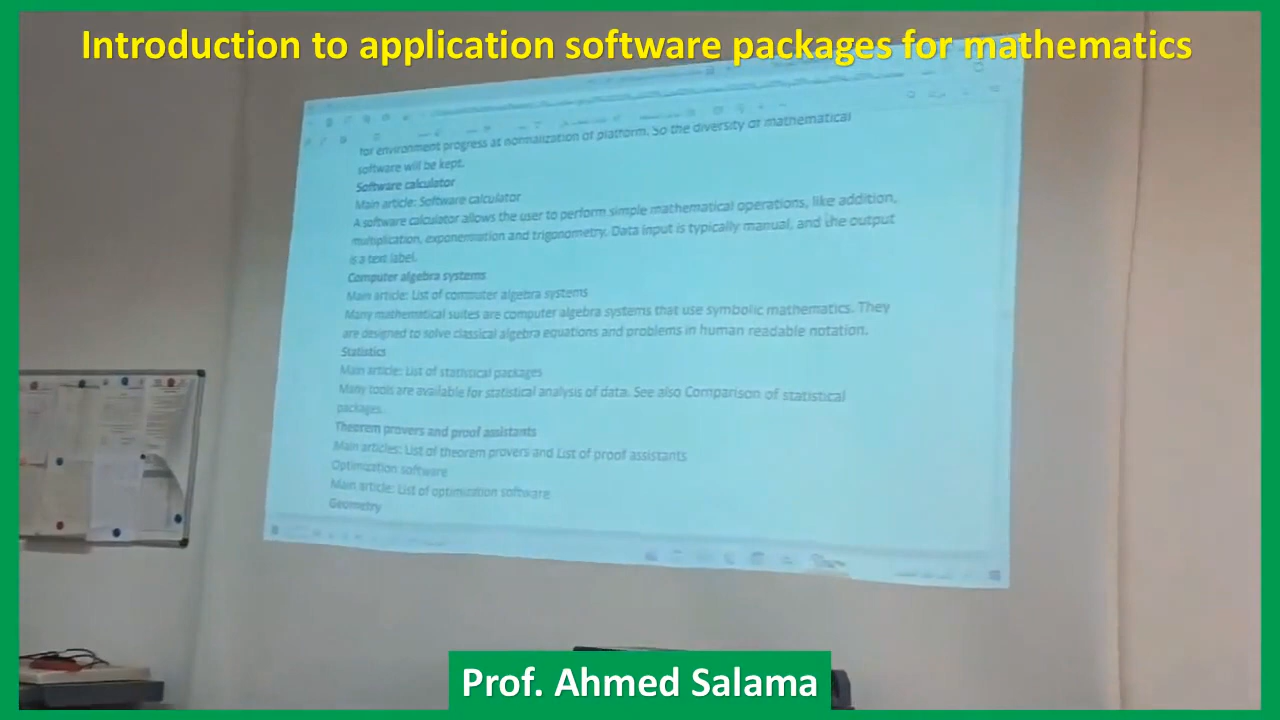 Introduction to application software packages for mathematics
for environment progress at normalization of platform. So the diversity of mathematical
software will be kept.
Software calculator
Main article: Software calculator
A software calculator allows the user to perform simple mathematical operations, like addition,
multiplication, exponentiation and trigonometry. Data input is typically manual, and the output
is a text label.
Computer algebra systems
Main article: List of computer algebra systems
Many mathematical suites are computer algebra systems that use symbolic mathematics. They
are designed to solve classical algebra equations and problems in human readable notation.
Statistics
Main article: List of statistical packages
Many tools are available for statistical analysis of data. See also Comparison of statistical
packages.
Theorem provers and proof assistants
Main articles: List of theorem provers and List of proof assistants
Optimization software
Main article: List of optimization software
Geometry
Prof. Ahmed Salama